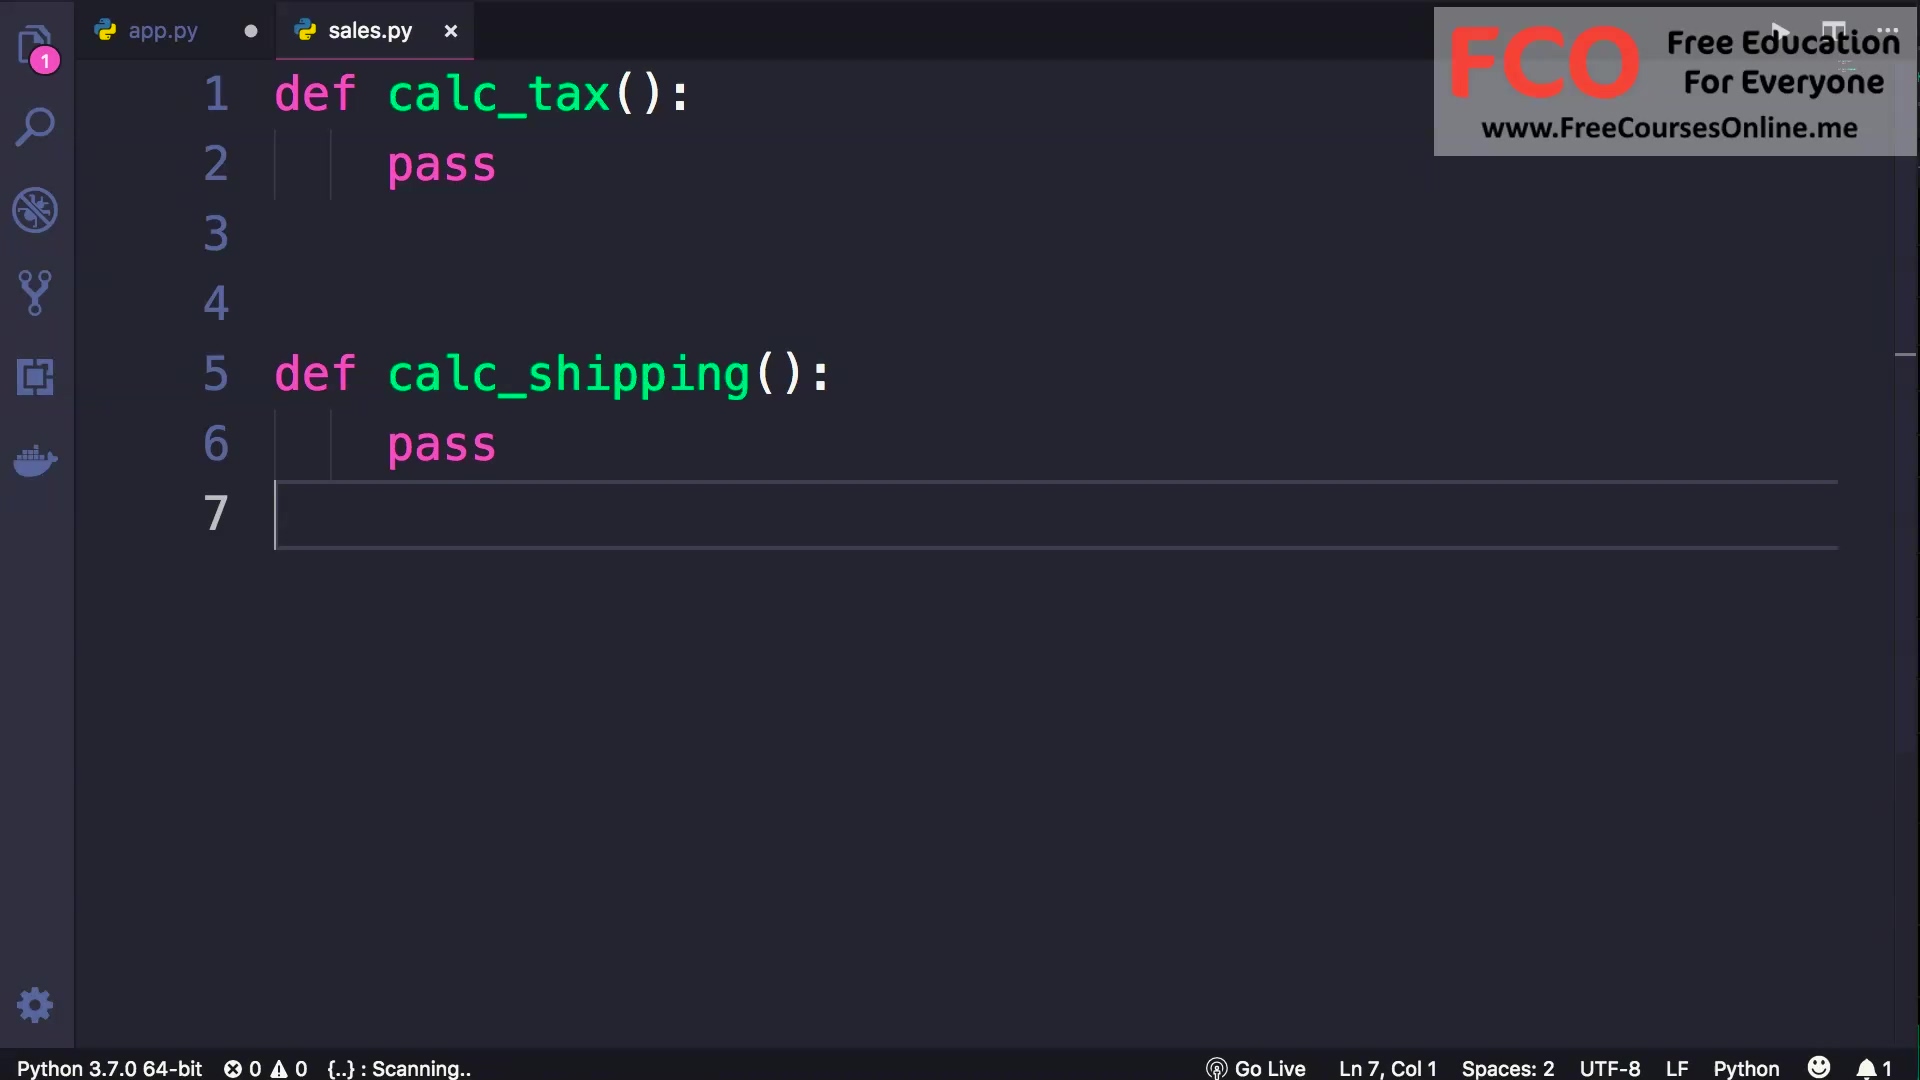 app.py
sales.py
1
1 def calc_tax():
2 pass
3
4
5 def calc_shipping():
6 pass
7
FCO Free Education
For Everyone
www.FreeCoursesOnline.me
Python 3.7.0 64-bit 0 0 {..} : Scanning.. Go Live Ln 7, Col 1 Spaces: 2 UTF-8 LF Python 1